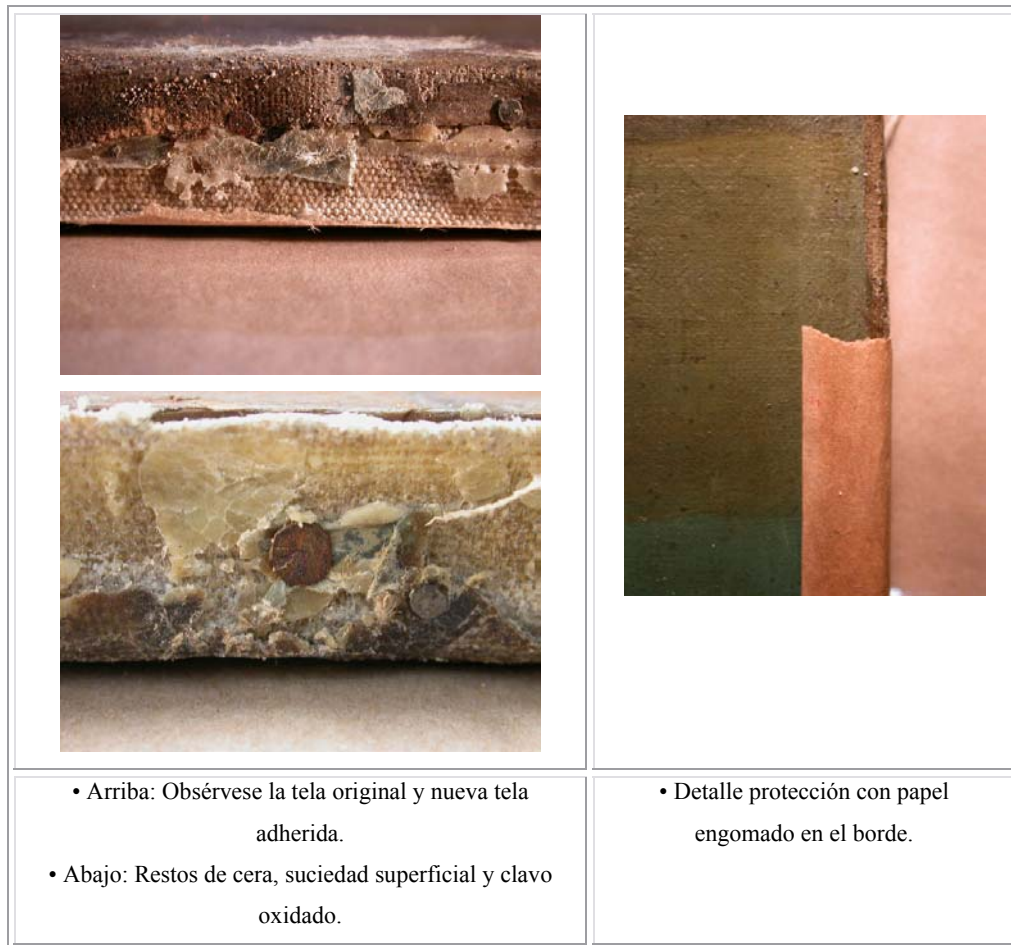 • Arriba: Obsérvese la tela original y nueva tela
adherida.
• Abajo: Restos de cera, suciedad superficial y clavo
oxidado.
• Detalle protección con papel
engomado en el borde.